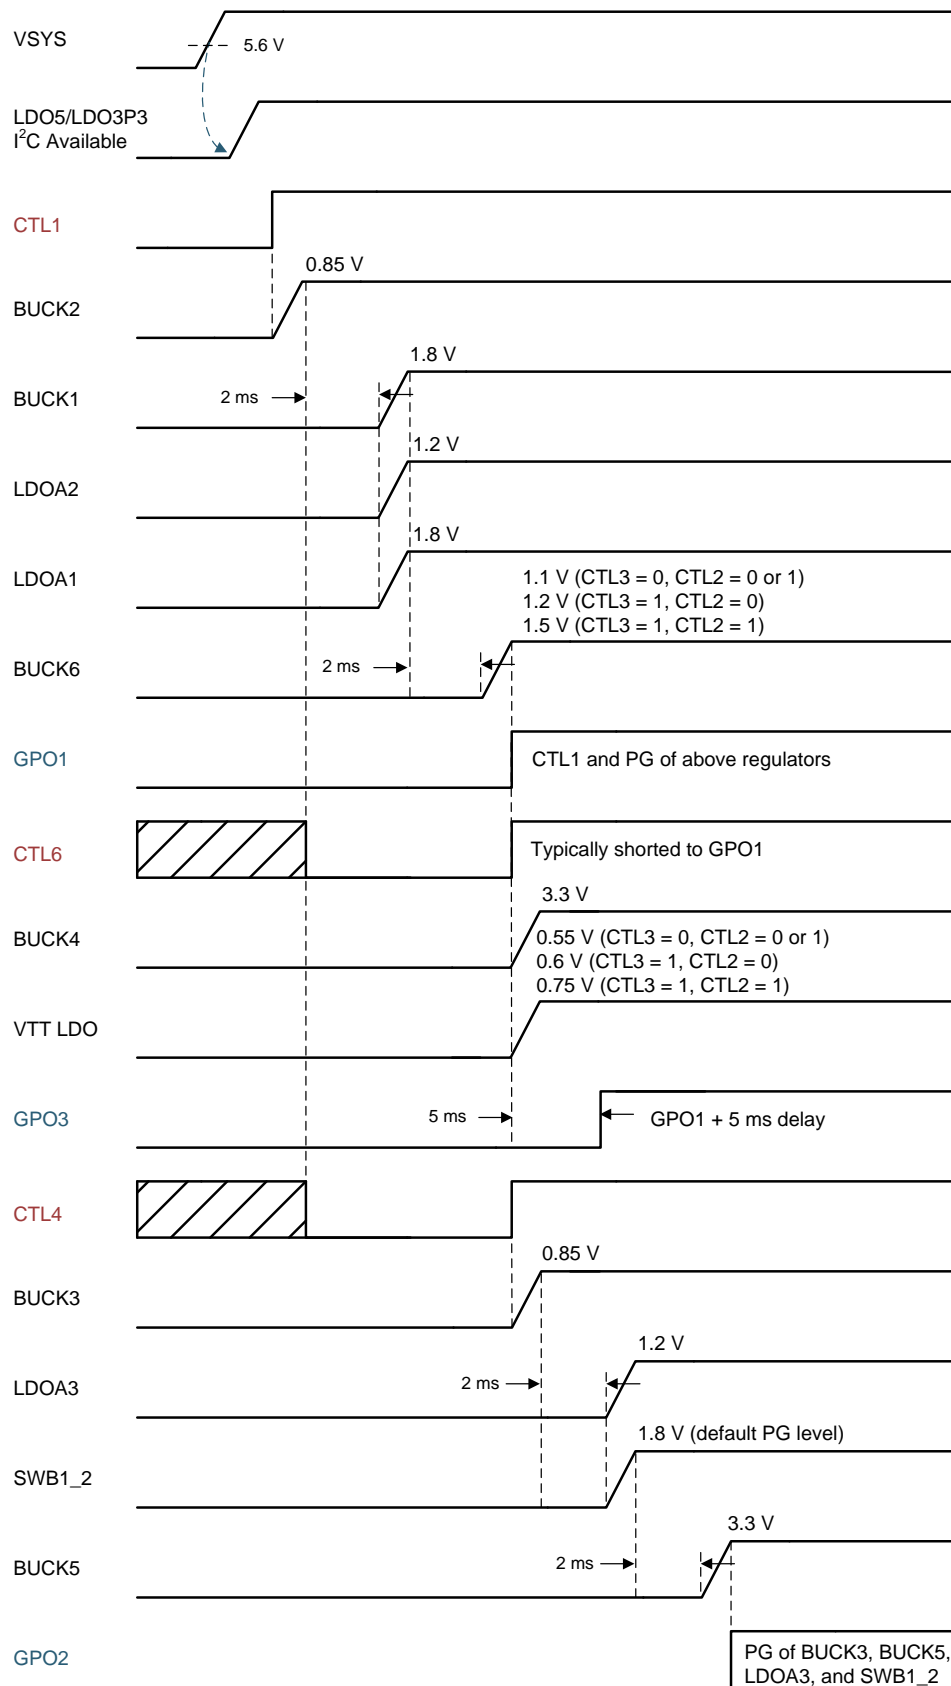 VSYS
5.6 V
LDO5/LDO3P3
I²C Available
CTL1
0.85 V
BUCK2
1.8 V
BUCK1
2 ms
1.2 V
LDOA2
1.8 V
LDOA1
1.1 V (CTL3 = 0, CTL2 = 0 or 1)
1.2 V (CTL3 = 1, CTL2 = 0)
1.5 V (CTL3 = 1, CTL2 = 1)
BUCK6
2 ms
GPO1
CTL1 and PG of above regulators
CTL6
Typically shorted to GPO1
3.3 V
BUCK4
0.55 V (CTL3 = 0, CTL2 = 0 or 1)
0.6 V (CTL3 = 1, CTL2 = 0)
0.75 V (CTL3 = 1, CTL2 = 1)
VTT LDO
GPO3
5 ms
GPO1 + 5 ms delay
CTL4
0.85 V
BUCK3
1.2 V
LDOA3
2 ms
1.8 V (default PG level)
SWB1_2
3.3 V
BUCK5
2 ms
GPO2
PG of BUCK3, BUCK5,
LDOA3, and SWB1_2